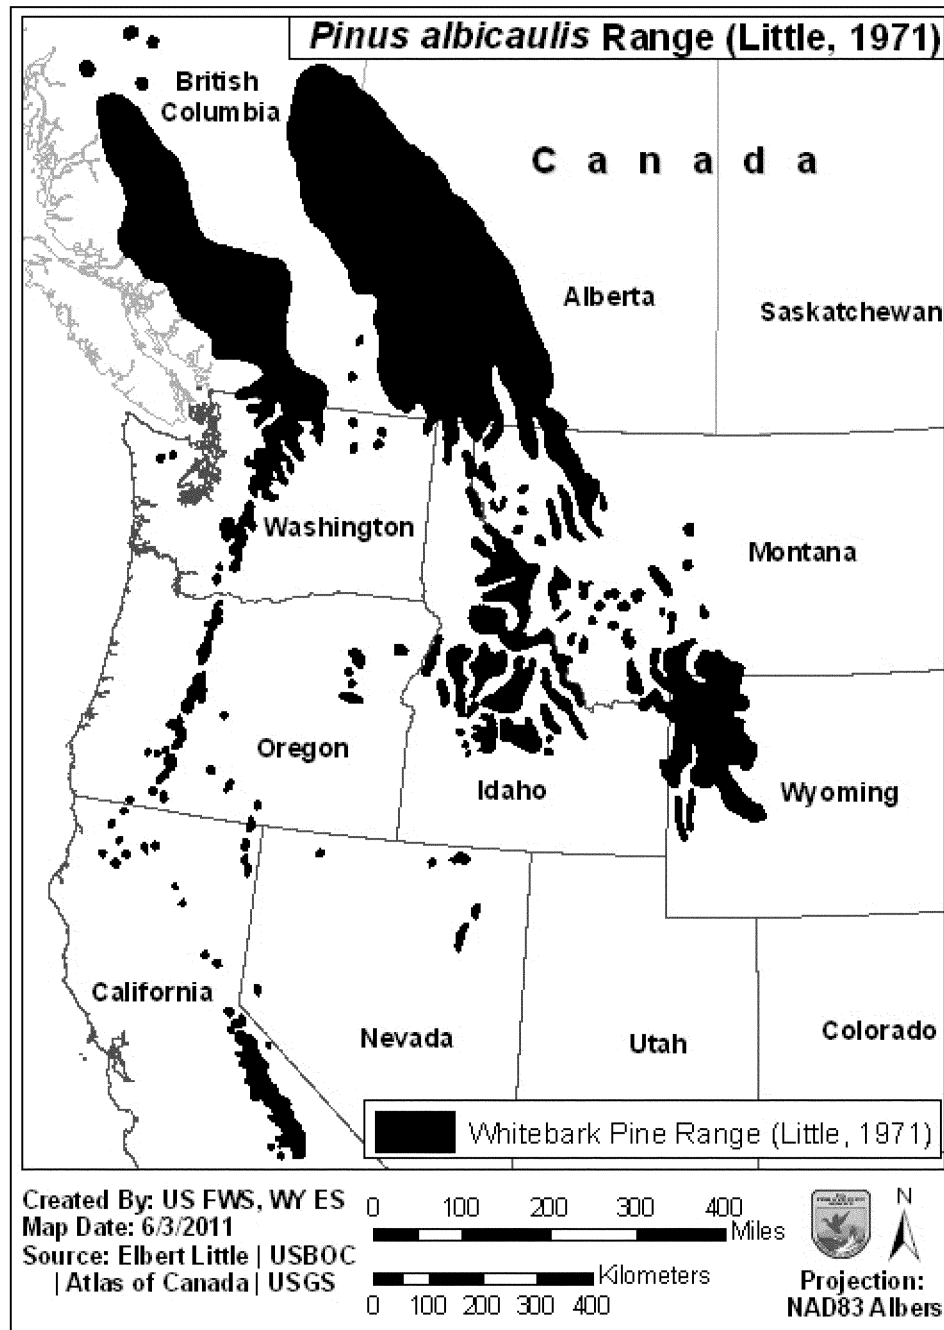 Pinus albicaulis Range (Little, 1971)
British
Columbia
Canada
Alberta
Saskatchewan
Washington
Montana
Oregon
Idaho
Wyoming
California
Nevada
Utah
Colorado
Whitebark Pine Range (Little, 1971)
Created By: US FWS, WY ES
Map Date: 6/3/2011
Source: Elbert Little | USBOC
| Atlas of Canada | USGS
0 100 200 300 400
Miles
Kilometers
0 100 200 300 400
N
Projection:
NAD83 Albers